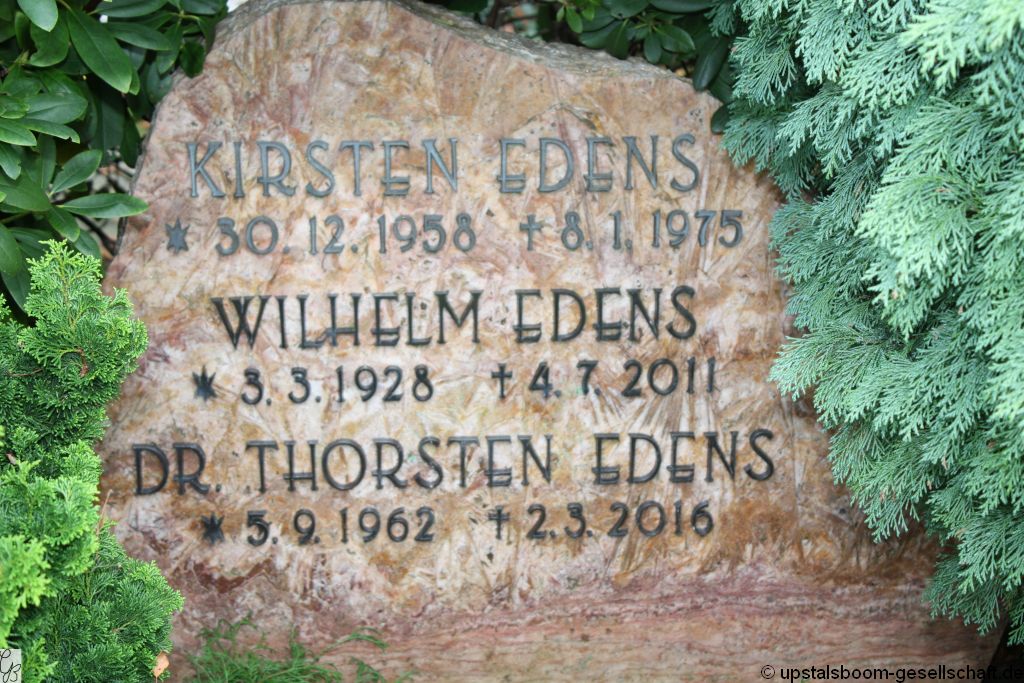 KIRSTEN EDENS
* 30. 12. 1958 † 8. 1. 1975
WILHELM EDENS
* 3. 3. 1928 † 4. 7. 2011
DR. THORSTEN EDENS
* 5. 9. 1962 † 2. 3. 2016
© upstalsboom-gesellschaft.de